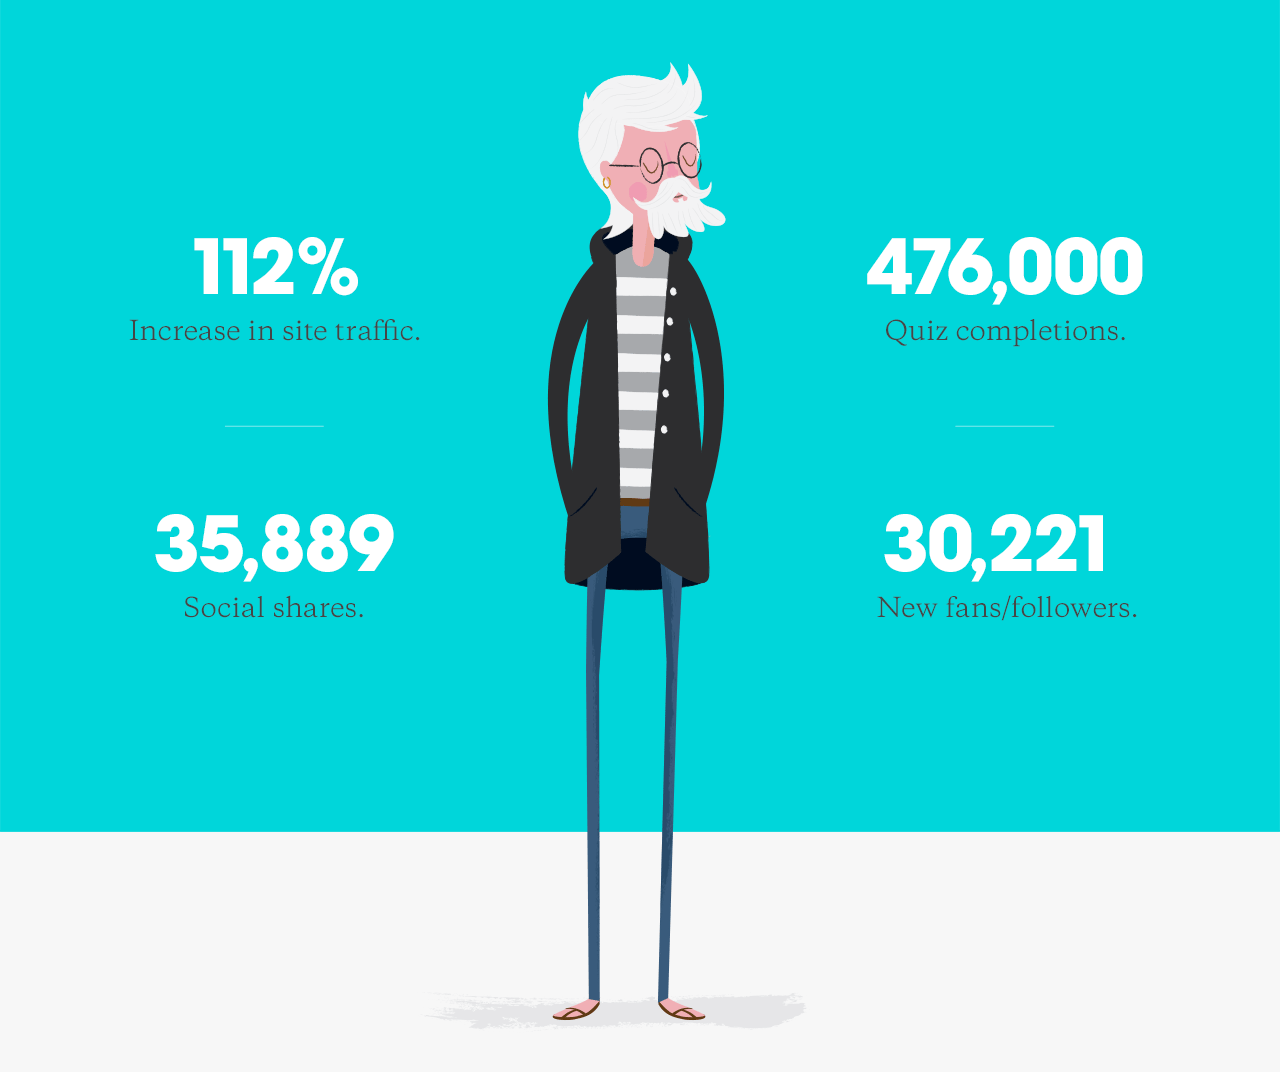 112%
Increase in site traffic.
476,000
Quiz completions.
35,889
Social shares.
30,221
New fans/followers.